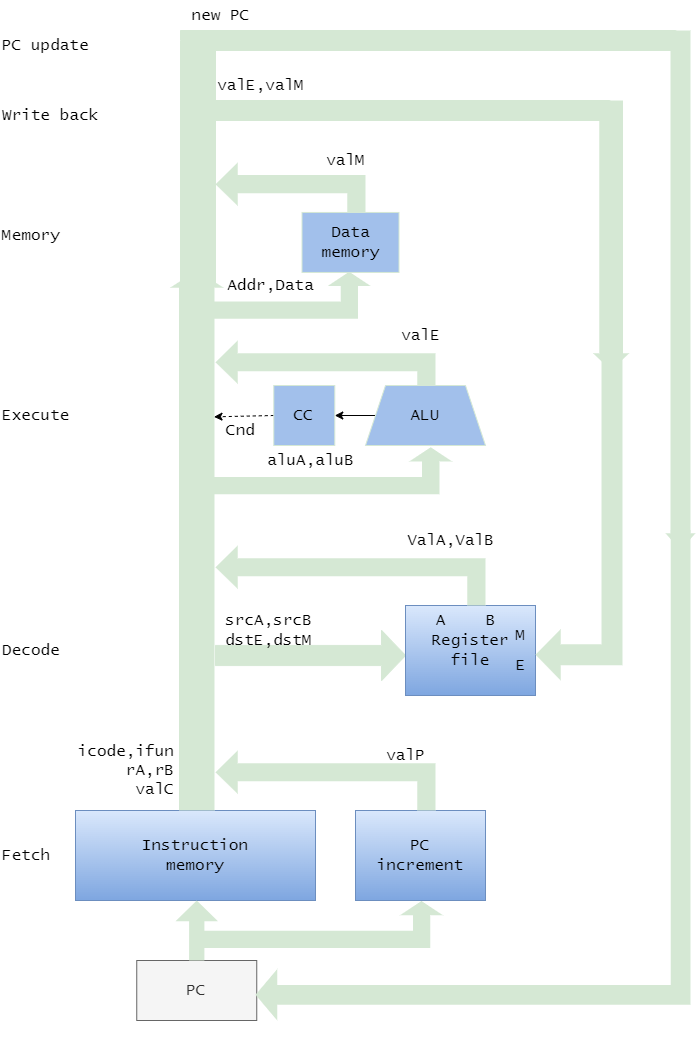 new PC
PC update
valE,valM
Write back
valM
Memory
Data
memory
Addr,Data
valE
Execute
CC
ALU
Cnd
aluA,aluB
ValA,ValB
srcA,srcB
dstE,dstM
A B
M
Register
file
E
Decode
icode,ifun
rA,rB
valC
valP
Fetch
Instruction
memory
PC
increment
PC